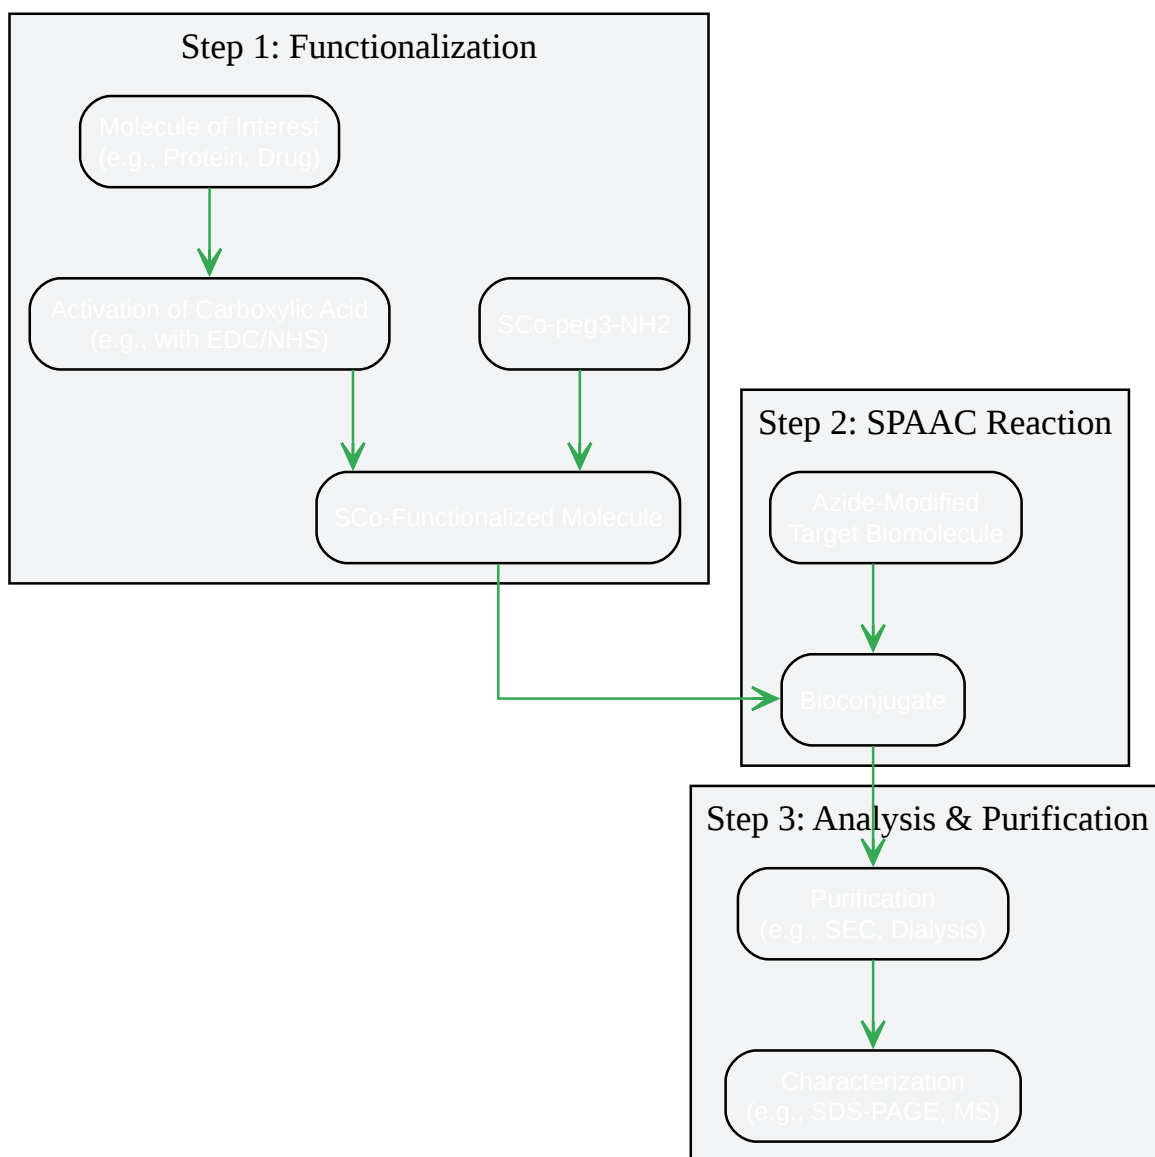 Step 1: Functionalization
Molecule of Interest
(e.g., Protein, Drug)
Activation of Carboxylic Acid
(e.g., with EDC/NHS)
SCo-peg3-NH2
SCo-Functionalized Molecule
Step 2: SPAAC Reaction
Azide-Modified
Target Biomolecule
Bioconjugate
Step 3: Analysis & Purification
Purification
(e.g., SEC, Dialysis)
Characterization
(e.g., SDS-PAGE, MS)